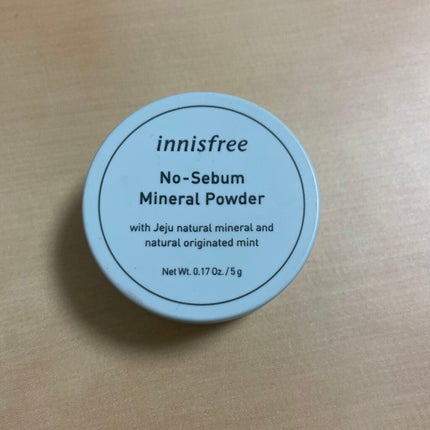 innisfree
No-Sebum
Mineral Powder
with Jeju natural mineral and
natural originated mint
Net Wt. 0.17 Oz. / 5 g